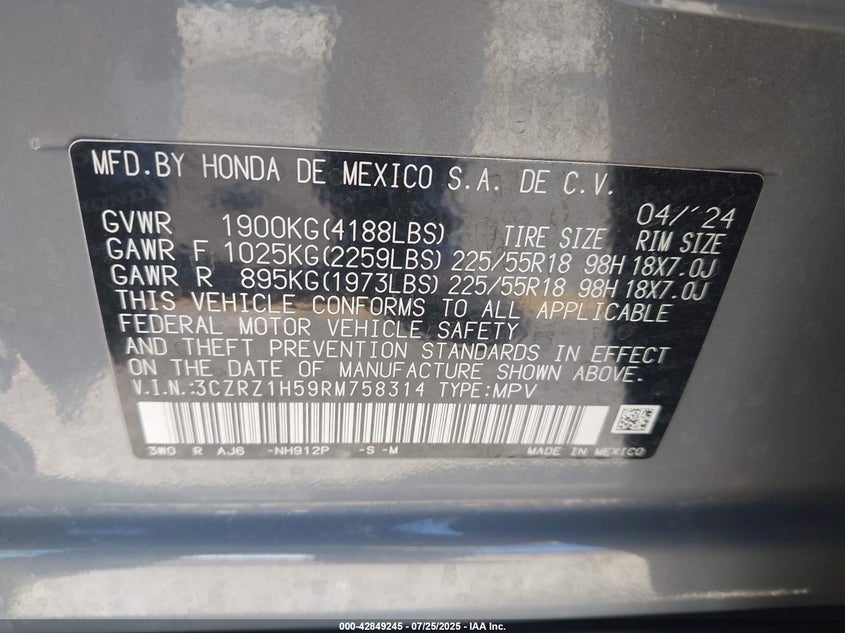 MFD.BY HONDA DE MEXICO S.A. DE C.V.
04/'24
GVWR 1900KG(4188LBS) TIRE SIZE RIM SIZE
GAWR F 1025KG(2259LBS) 225/55R18 98H 18X7.0J
GAWR R 895KG(1973LBS) 225/55R18 98H 18X7.0J
THIS VEHICLE CONFORMS TO ALL APPLICABLE
FEDERAL MOTOR VEHICLE SAFETY
AND THEFT PREVENTION STANDARDS IN EFFECT
ON THE DATE OF MANUFACTURE SHOWN ABOVE.
V.I.N.:3CZRZ1H59RM758314 TYPE:MPV
3W0 R AJ6 -NH912P -S -M MADE IN MEXICO
000-42849245 - 07/25/2025 - IAA Inc.